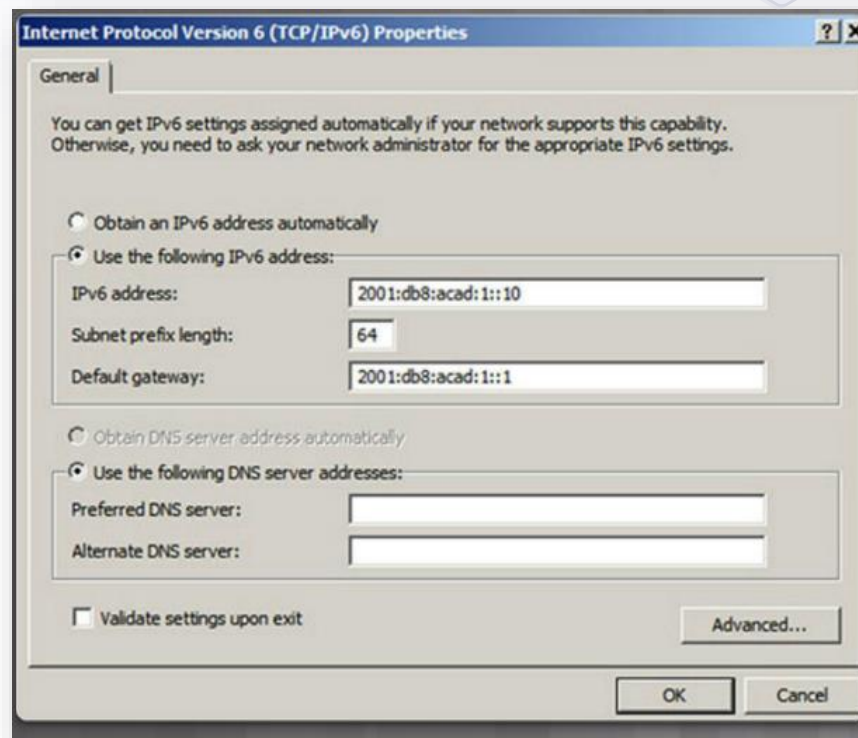 Internet Protocol Version 6 (TCP/IPv6) Properties
General
You can get IPv6 settings assigned automatically if your network supports this capability.
Otherwise, you need to ask your network administrator for the appropriate IPv6 settings.
Obtain an IPv6 address automatically
Use the following IPv6 address:
IPv6 address: 2001:db8:acad:1::10
Subnet prefix length: 64
Default gateway: 2001:db8:acad:1::1
Obtain DNS server address automatically
Use the following DNS server addresses:
Preferred DNS server:
Alternate DNS server:
Validate settings upon exit
Advanced...
OK Cancel